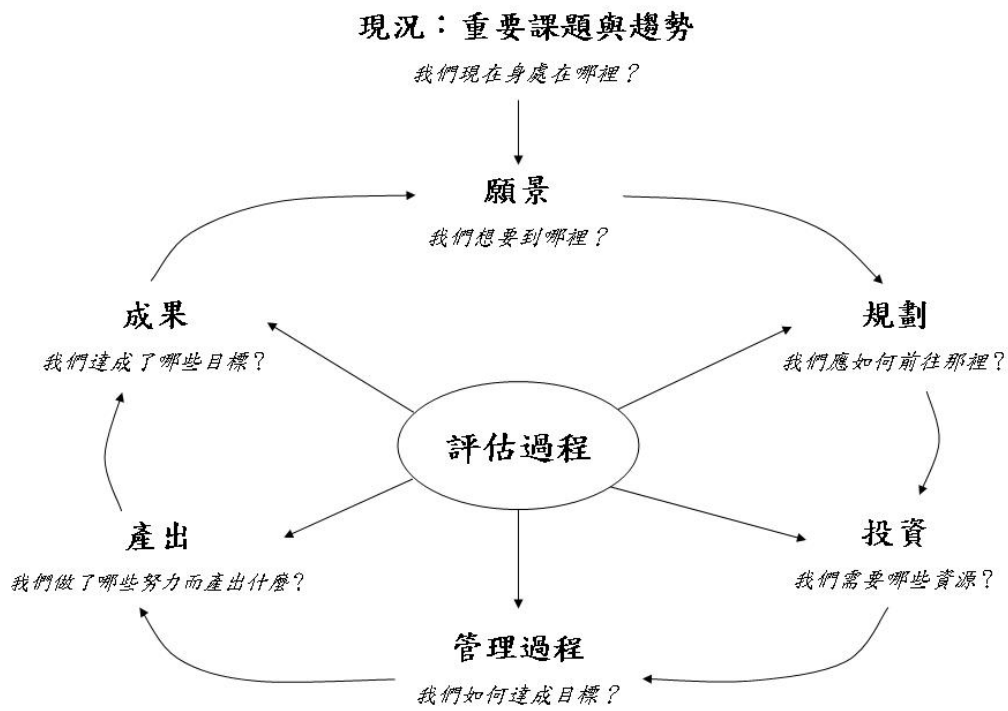 現況：重要課題與趨勢
我們現在身處在哪裡？
願景
我們想要到哪裡？
成果
我們達成了哪些目標？
規劃
我們應如何前往那裡？
評估過程
產出
我們做了哪些努力而產出什麼？
投資
我們需要哪些資源？
管理過程
我們如何達成目標？